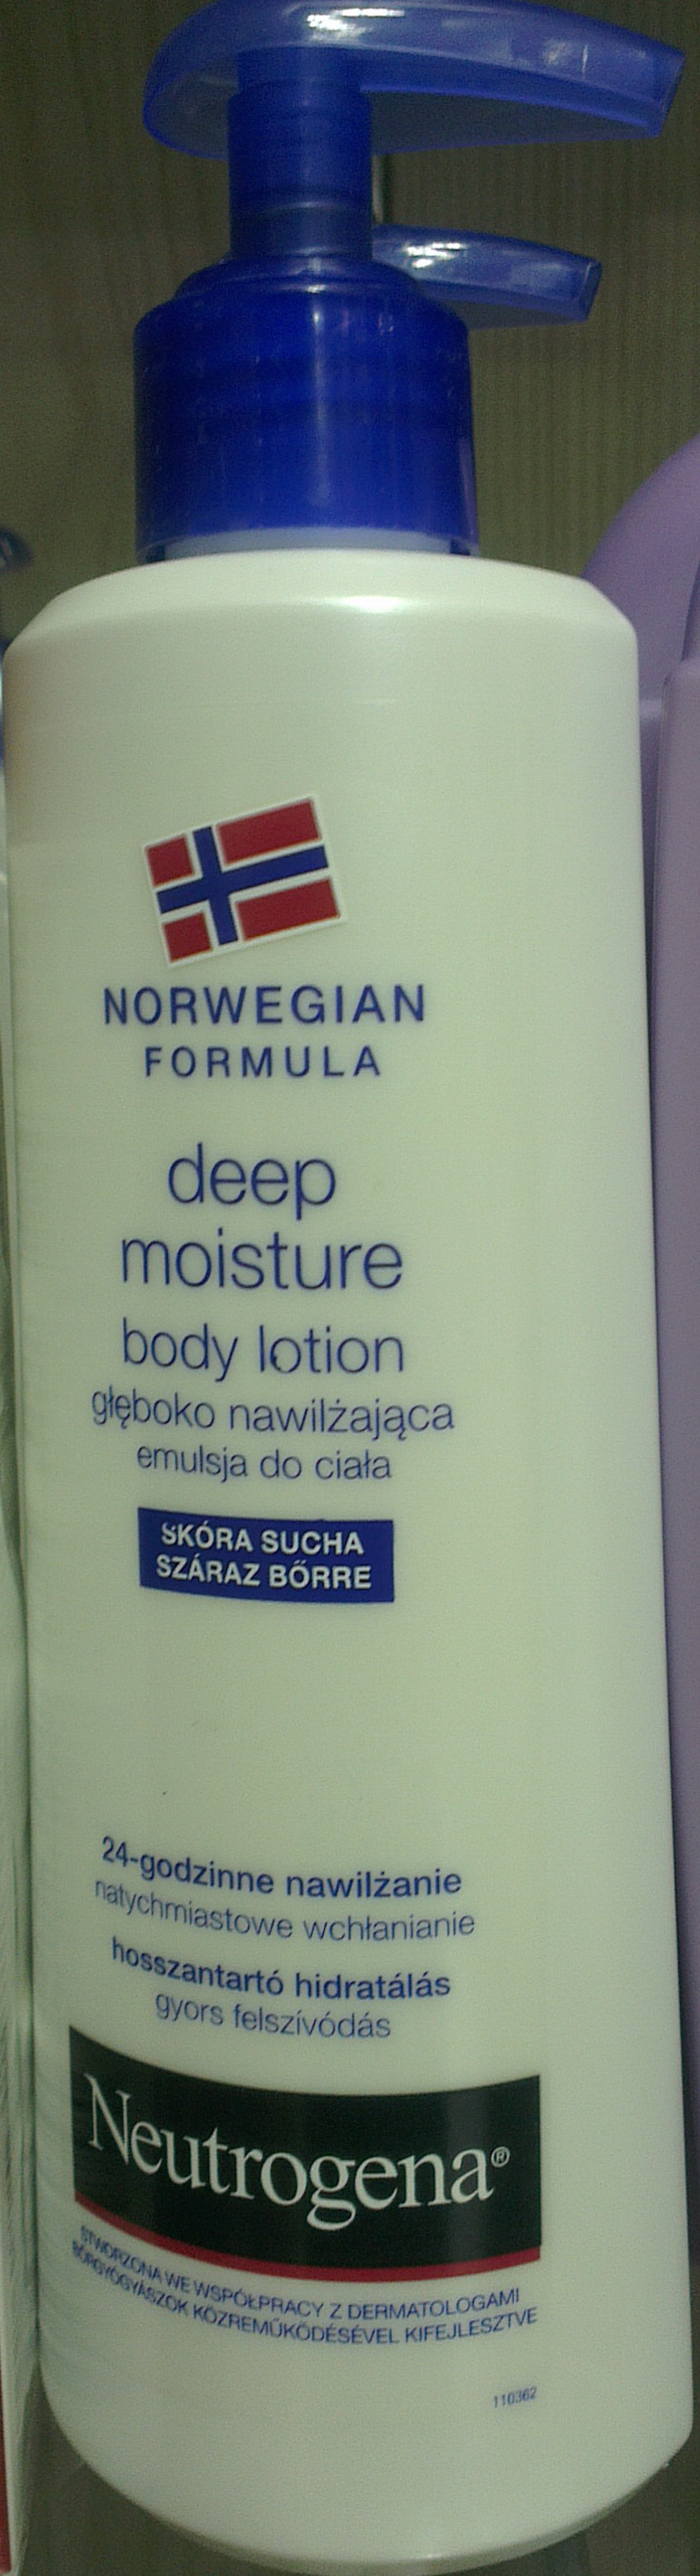 NORWEGIAN
FORMULA
deep
moisture
body lotion
głęboko nawilżająca
emulsja do ciała
SKÓRA SUCHA
SZÁRAZ BŐRRE
24-godzinne nawilżanie
natychmiastowe wchłanianie
hosszantartó hidratálás
gyors felszívódás
Neutrogena®
STWORZONA WE WSPÓŁPRACY Z DERMATOLOGAMI
BŐRGYÓGYÁSZOK KÖZREMŰKÖDÉSÉVEL KIFEJLESZTVE
110362